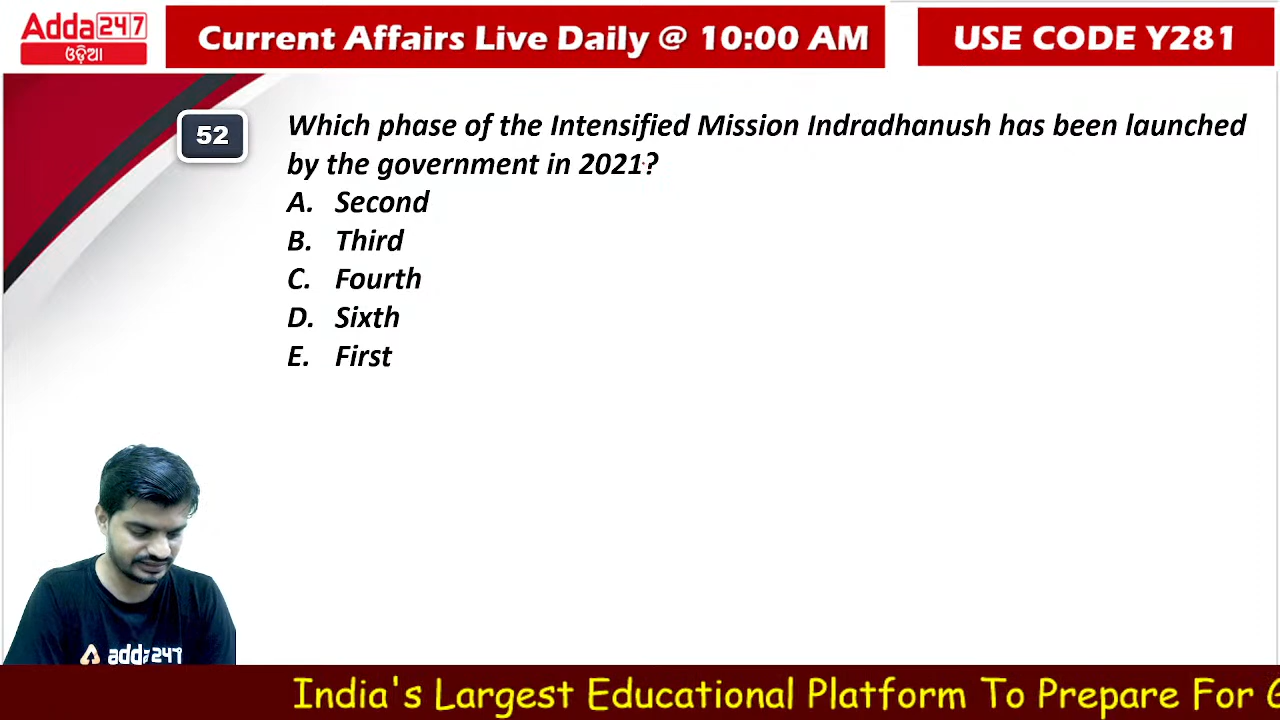 Adda247
ଓଡ଼ିଆ
Current Affairs Live Daily @ 10:00 AM
USE CODE Y281
52
Which phase of the Intensified Mission Indradhanush has been launched
by the government in 2021?
A. Second
B. Third
C. Fourth
D. Sixth
E. First
adda247
India's Largest Educational Platform To Prepare For G